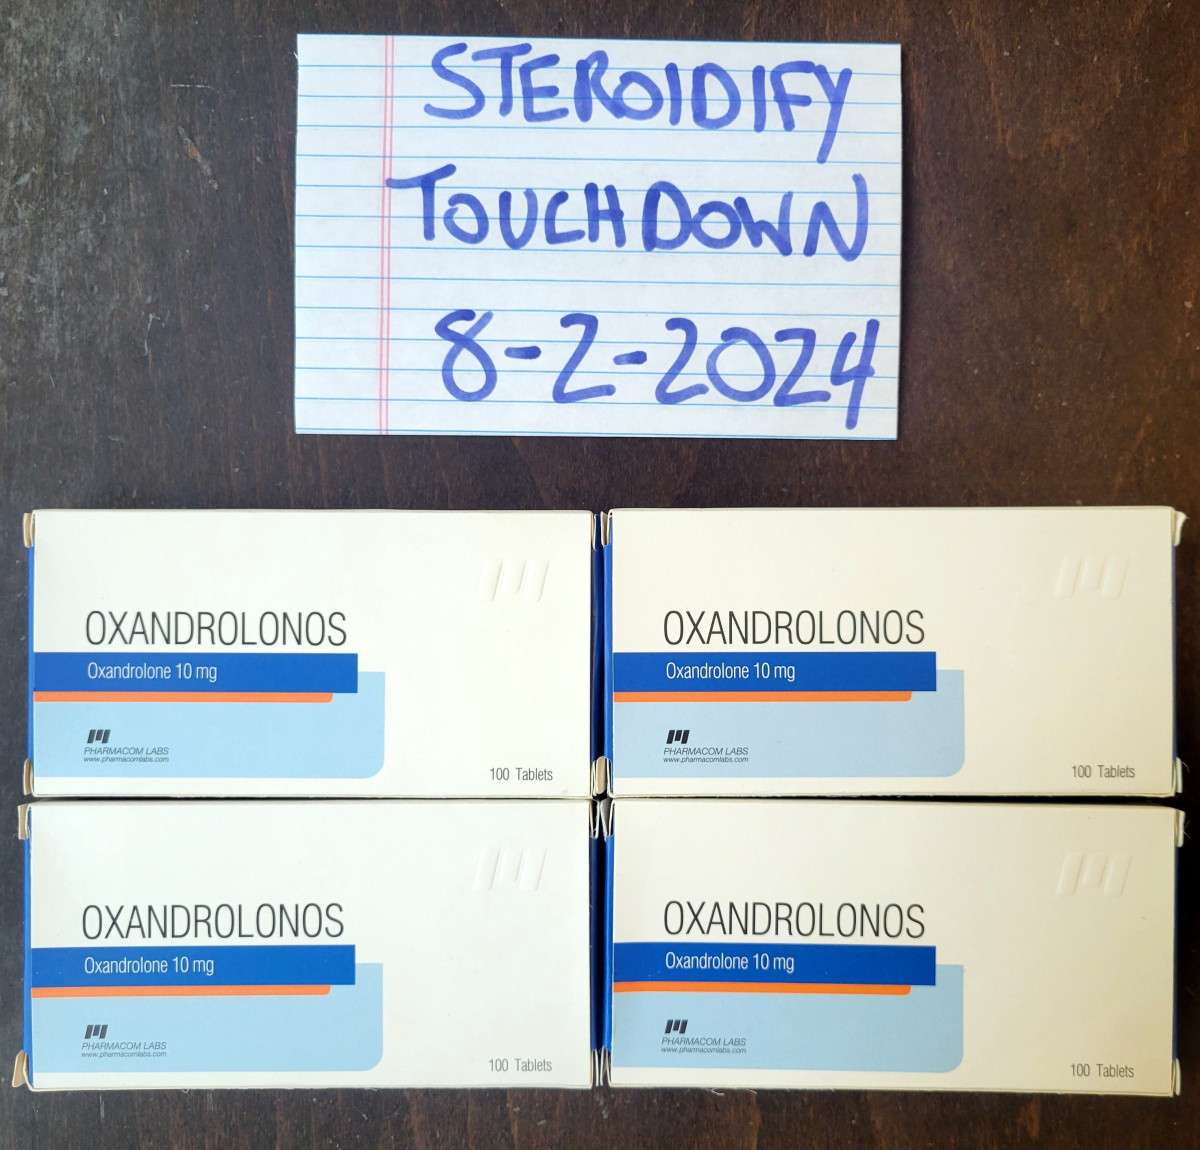 STEROIDIFY
TOUCHDOWN
8-2-2024
OXANDROLONOS
Oxandrolone 10 mg
PHARMACOM LABS
www.pharmacomlabs.com
100 Tablets
OXANDROLONOS
Oxandrolone 10 mg
PHARMACOM LABS
www.pharmacomlabs.com
100 Tablets
OXANDROLONOS
Oxandrolone 10 mg
PHARMACOM LABS
www.pharmacomlabs.com
100 Tablets
OXANDROLONOS
Oxandrolone 10 mg
PHARMACOM LABS
www.pharmacomlabs.com
100 Tablets